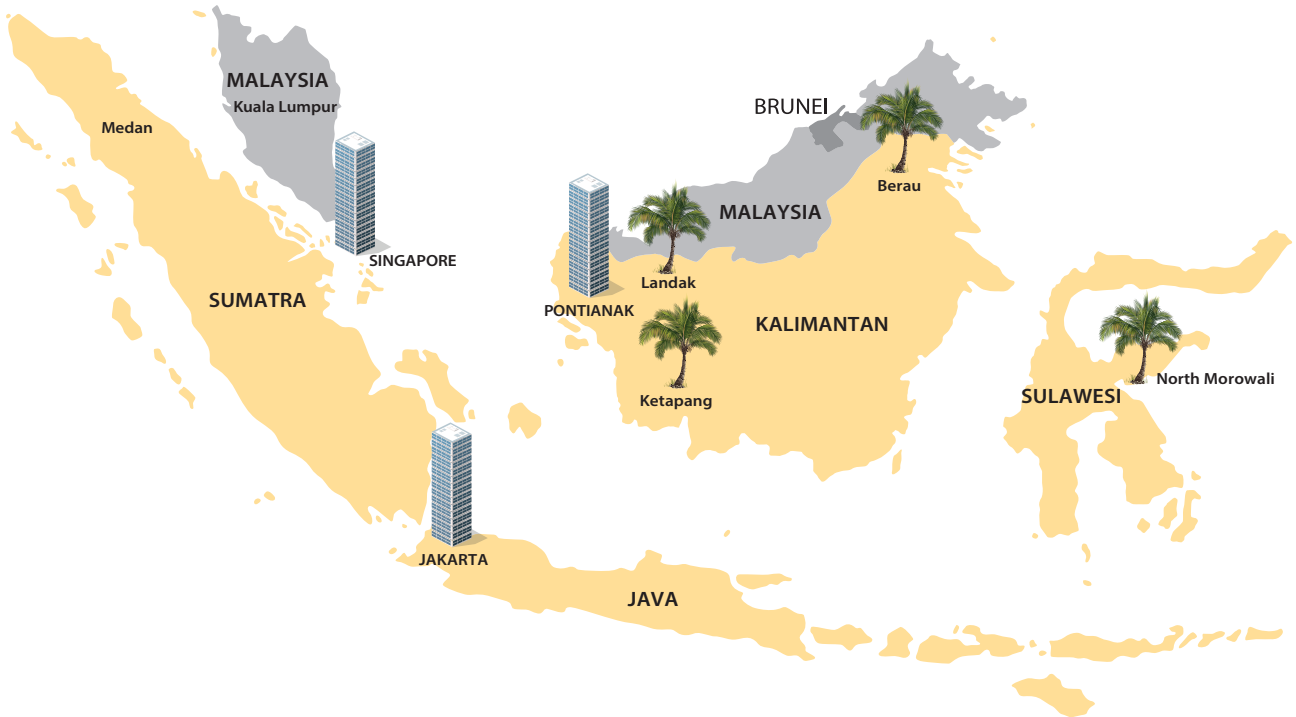 MALAYSIA
Kuala Lumpur
BRUNEI
Medan
Berau
MALAYSIA
SINGAPORE
Landak
SUMATRA
PONTIANAK
KALIMANTAN
North Morowali
SULAWESI
Ketapang
JAKARTA
JAVA